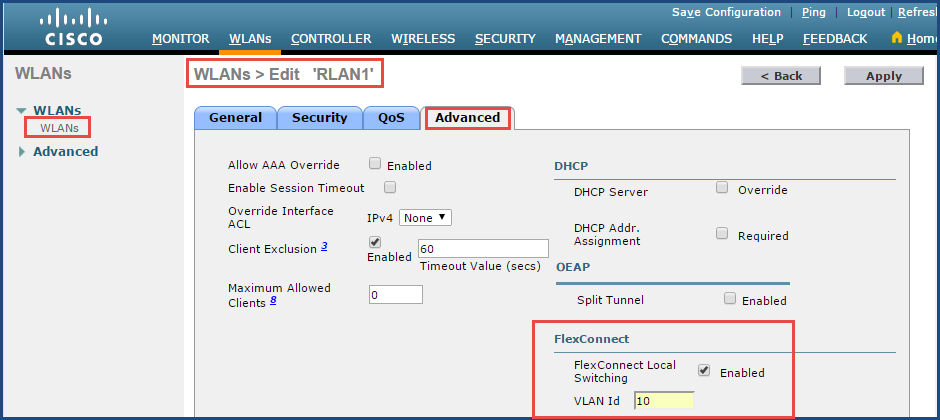 Save Configuration | Ping | Logout | Refresh
CISCO
MONITOR WLANs CONTROLLER WIRELESS SECURITY MANAGEMENT COMMANDS HELP FEEDBACK Home
WLANs
WLANs > Edit 'RLAN1'
< Back
Apply
WLANs
WLANs
Advanced
General Security QoS Advanced
Allow AAA Override Enabled
Enable Session Timeout
Override Interface ACL IPv4 None
Client Exclusion 3 Enabled 60
Timeout Value (secs)
Maximum Allowed
Clients 8 0
DHCP
DHCP Server Override
DHCP Addr.
Assignment Required
OEAP
Split Tunnel Enabled
FlexConnect
FlexConnect Local
Switching Enabled
VLAN Id 10